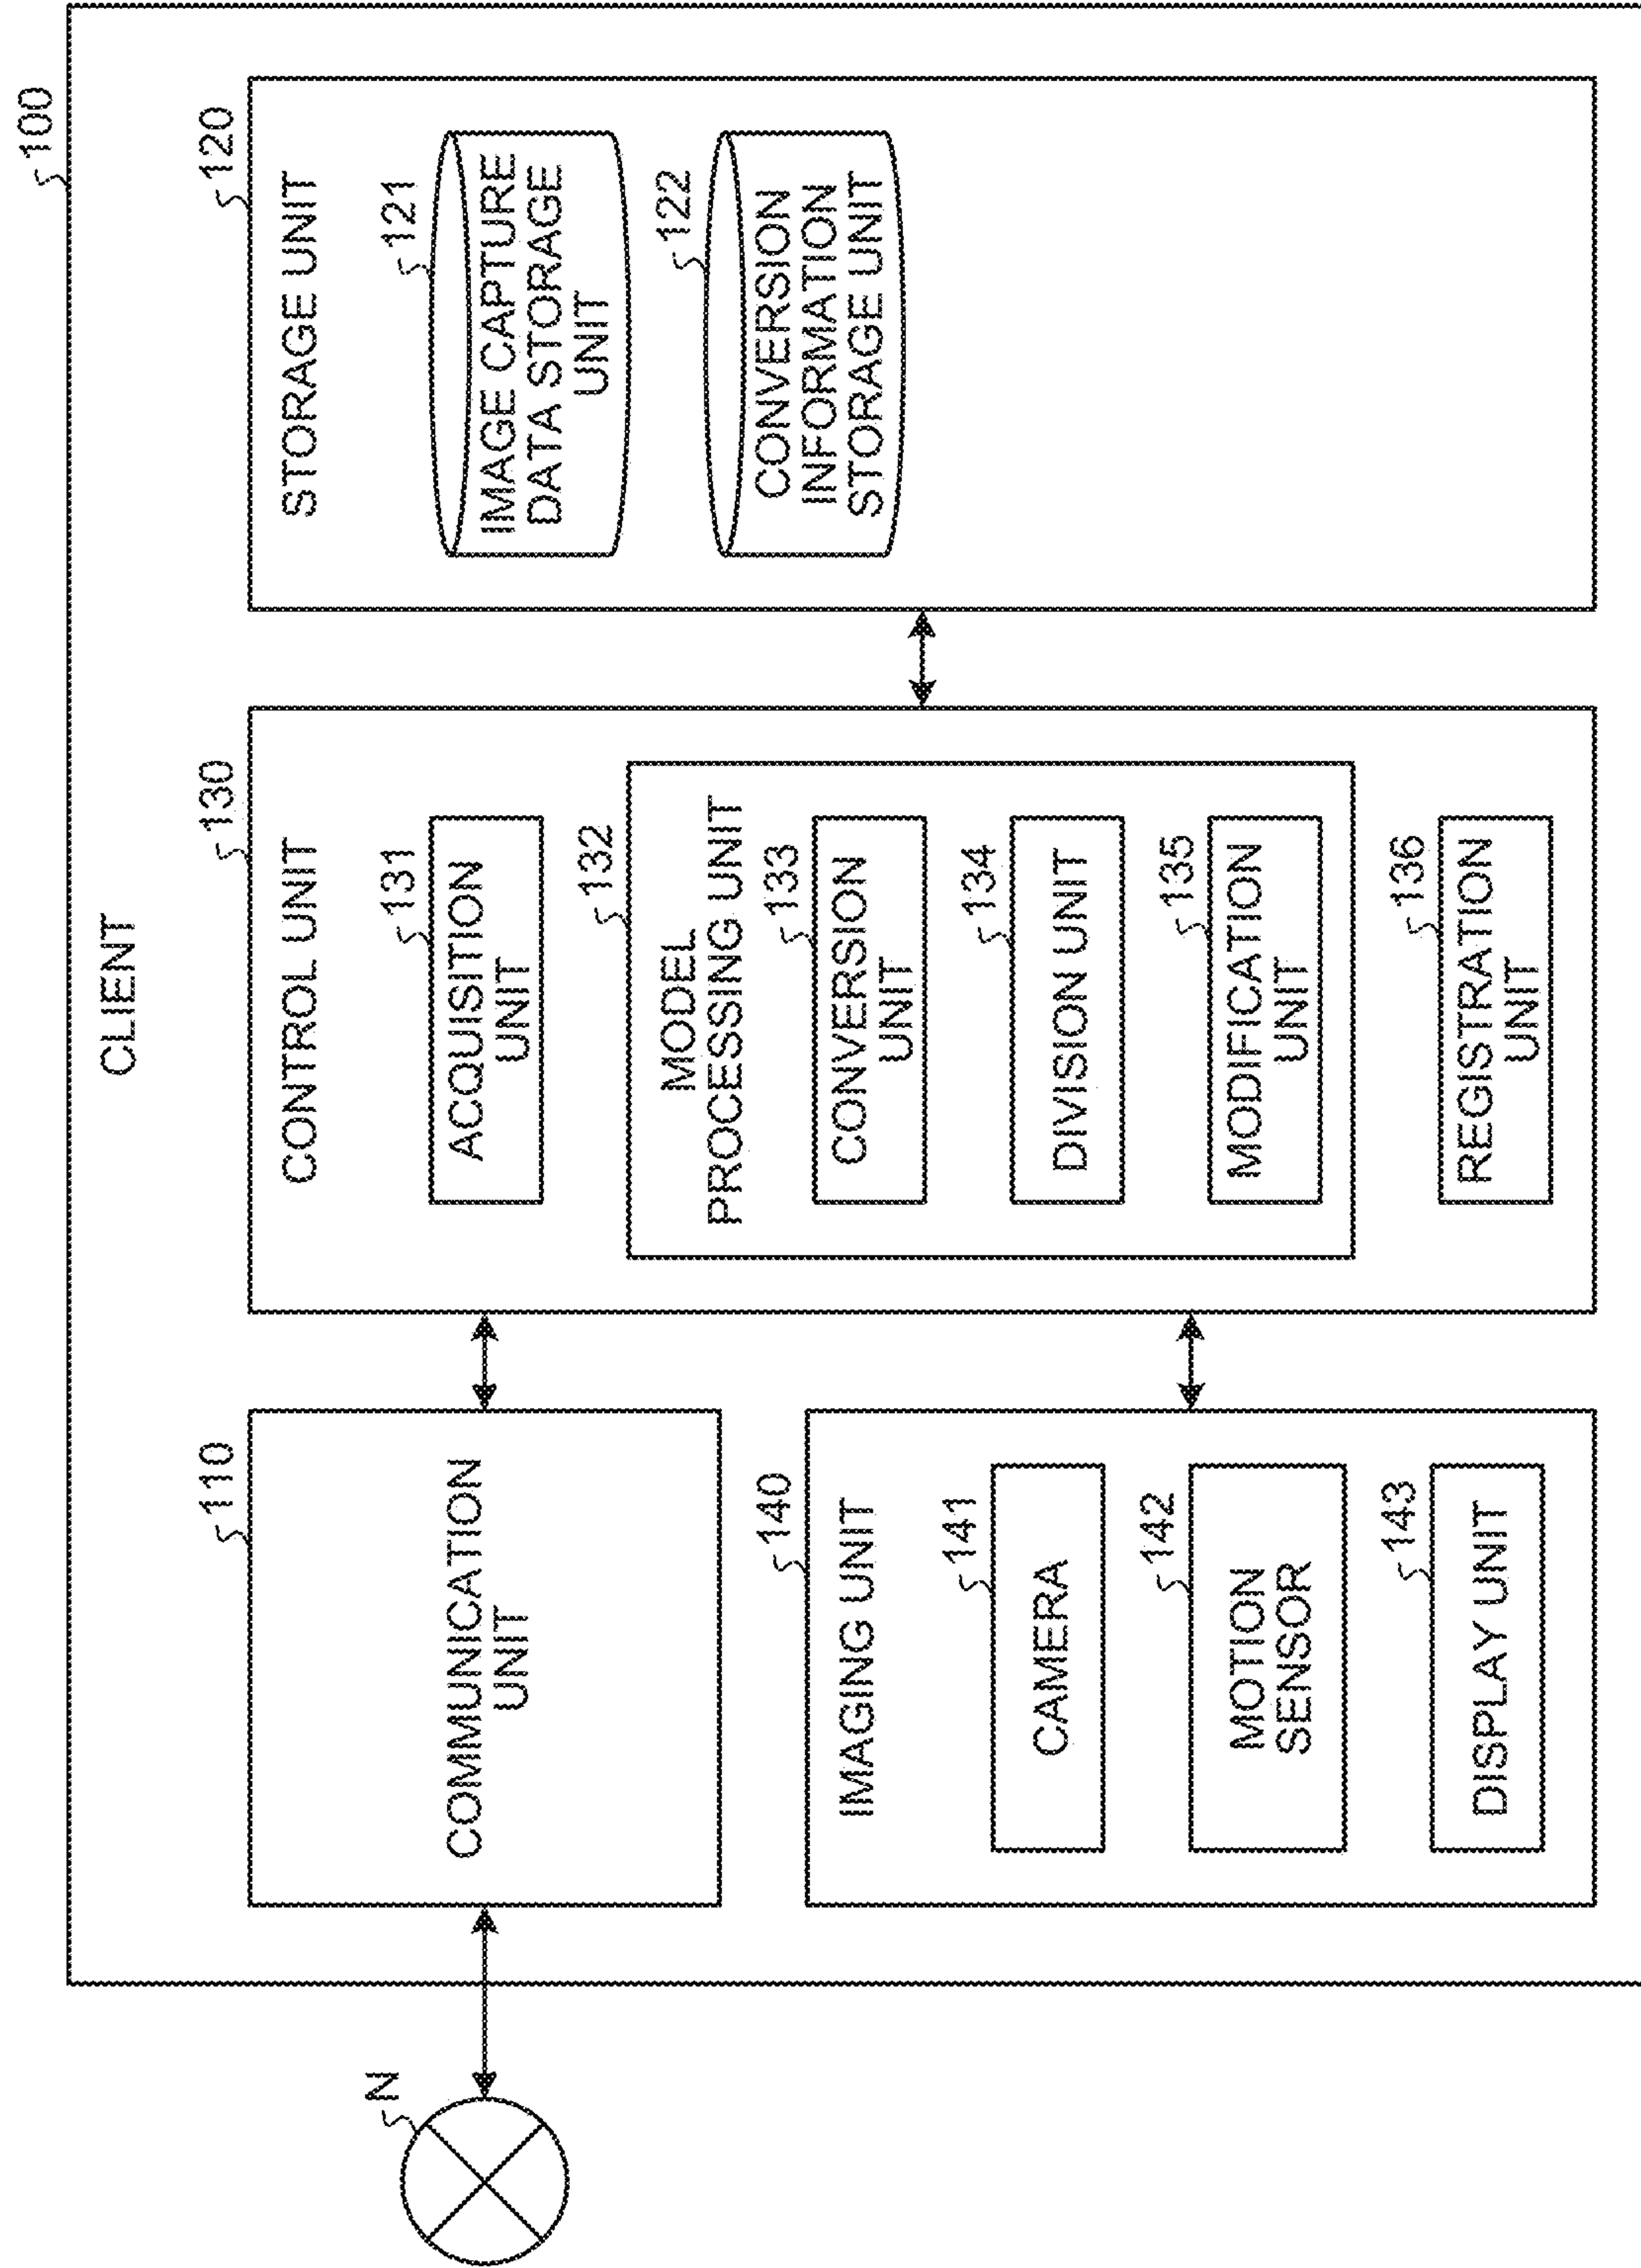 100
CLIENT
N
110
COMMUNICATION
UNIT
140
IMAGING UNIT
141
CAMERA
142
MOTION
SENSOR
143
DISPLAY UNIT
130
CONTROL UNIT
131
ACQUISITION
UNIT
132
MODEL
PROCESSING UNIT
133
CONVERSION
UNIT
134
DIVISION UNIT
135
MODIFICATION
UNIT
136
REGISTRATION
UNIT
120
STORAGE UNIT
121
IMAGE CAPTURE
DATA STORAGE
UNIT
122
CONVERSION
INFORMATION
STORAGE UNIT